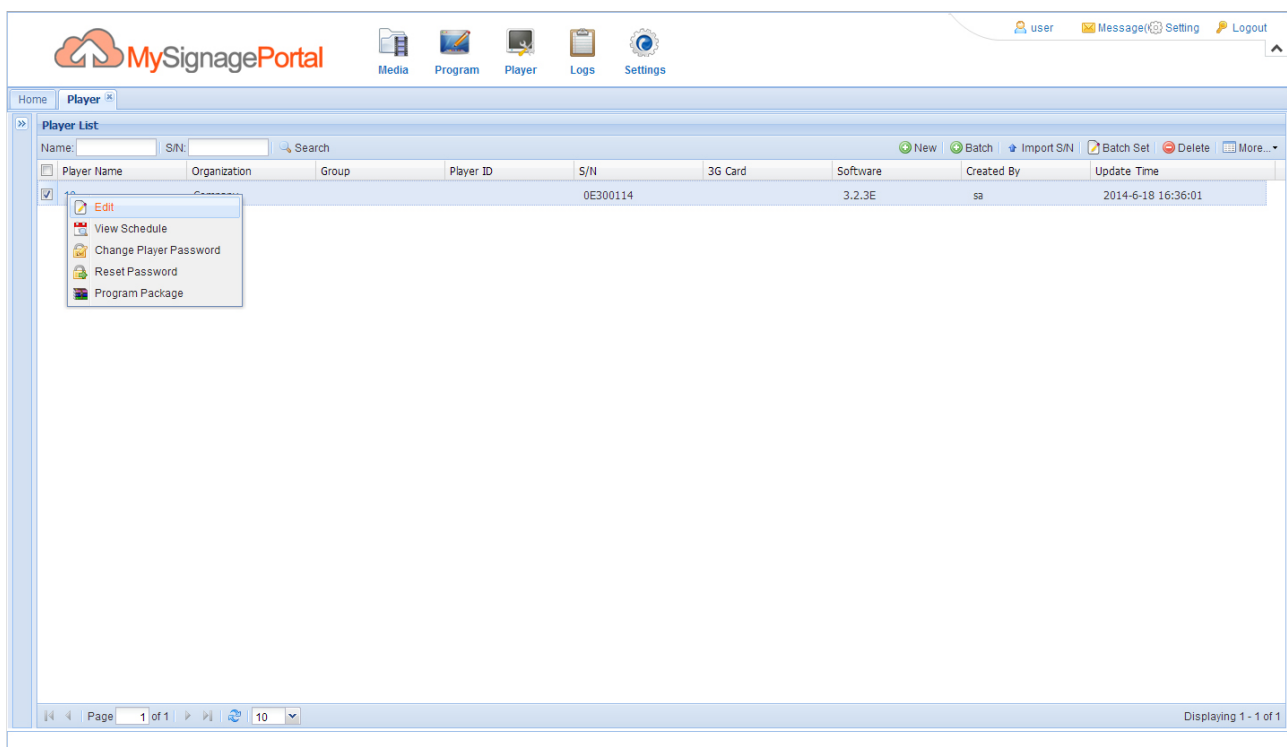 user Message( Setting Logout
MySignagePortal
Media Program Player Logs Settings
Home Player
Player List
Name: S/N: Search New Batch Import S/N Batch Set Delete More...
Player Name Organization Group Player ID S/N 3G Card Software Created By Update Time
0E300114 3.2.3E sa 2014-6-18 16:36:01
Edit
View Schedule
Change Player Password
Reset Password
Program Package
Page 1 of 1 10 Displaying 1 - 1 of 1